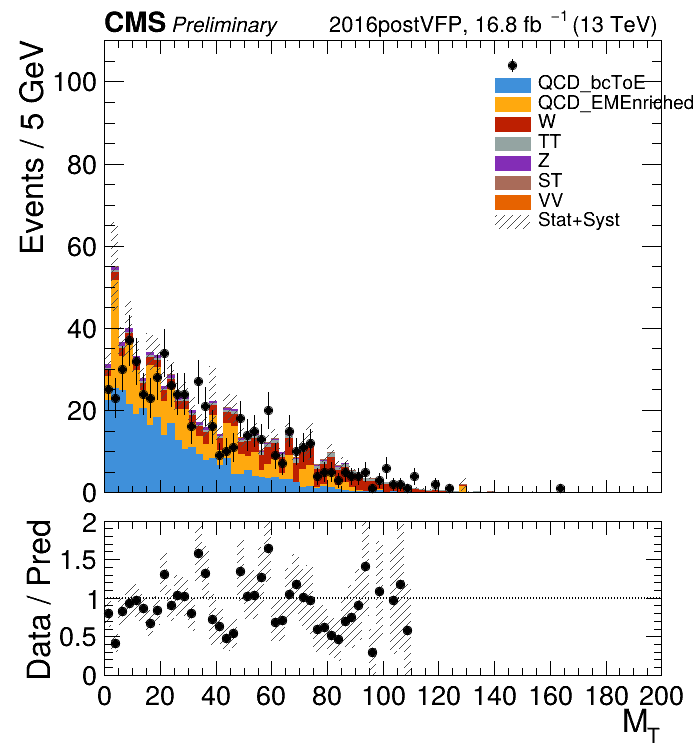 CMS Preliminary 2016postVFP, 16.8 fb⁻¹ (13 TeV)
Events / 5 GeV
100
80
60
40
20
0
QCD_bcToE
QCD_EMEnriched
W
TT
Z
ST
VV
Stat+Syst
Data / Pred
2
1.5
1
0.5
0
0 20 40 60 80 100 120 140 160 180 200
M_T